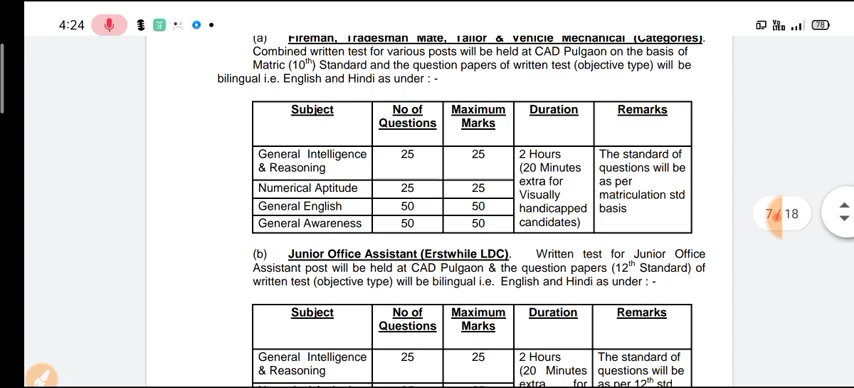 4:24
78
(a) Fireman, Tradesman Mate, Tailor & Vehicle Mechanical (Categories).
Combined written test for various posts will be held at CAD Pulgaon on the basis of
Matric (10th) Standard and the question papers of written test (objective type) will be
bilingual i.e. English and Hindi as under : -
Subject No of Questions Maximum Marks Duration Remarks
General Intelligence & Reasoning 25 25 2 Hours (20 Minutes extra for Visually handicapped candidates) The standard of questions will be as per matriculation std basis
Numerical Aptitude 25 25
General English 50 50
General Awareness 50 50
7/18
(b) Junior Office Assistant (Erstwhile LDC). Written test for Junior Office
Assistant post will be held at CAD Pulgaon & the question papers (12th Standard) of
written test (objective type) will be bilingual i.e. English and Hindi as under : -
Subject No of Questions Maximum Marks Duration Remarks
General Intelligence & Reasoning 25 25 2 Hours (20 Minutes extra for The standard of questions will be as per 12th std